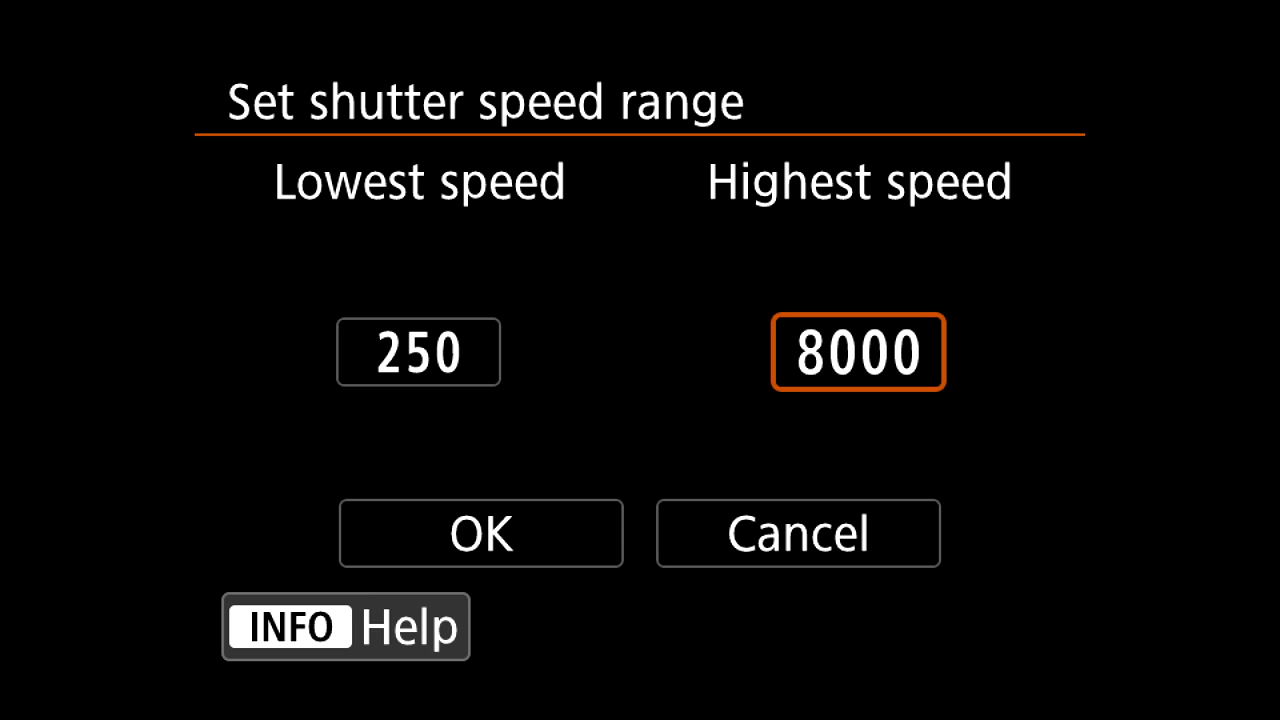 Set shutter speed range
Lowest speed Highest speed
250 8000
OK Cancel
INFO Help